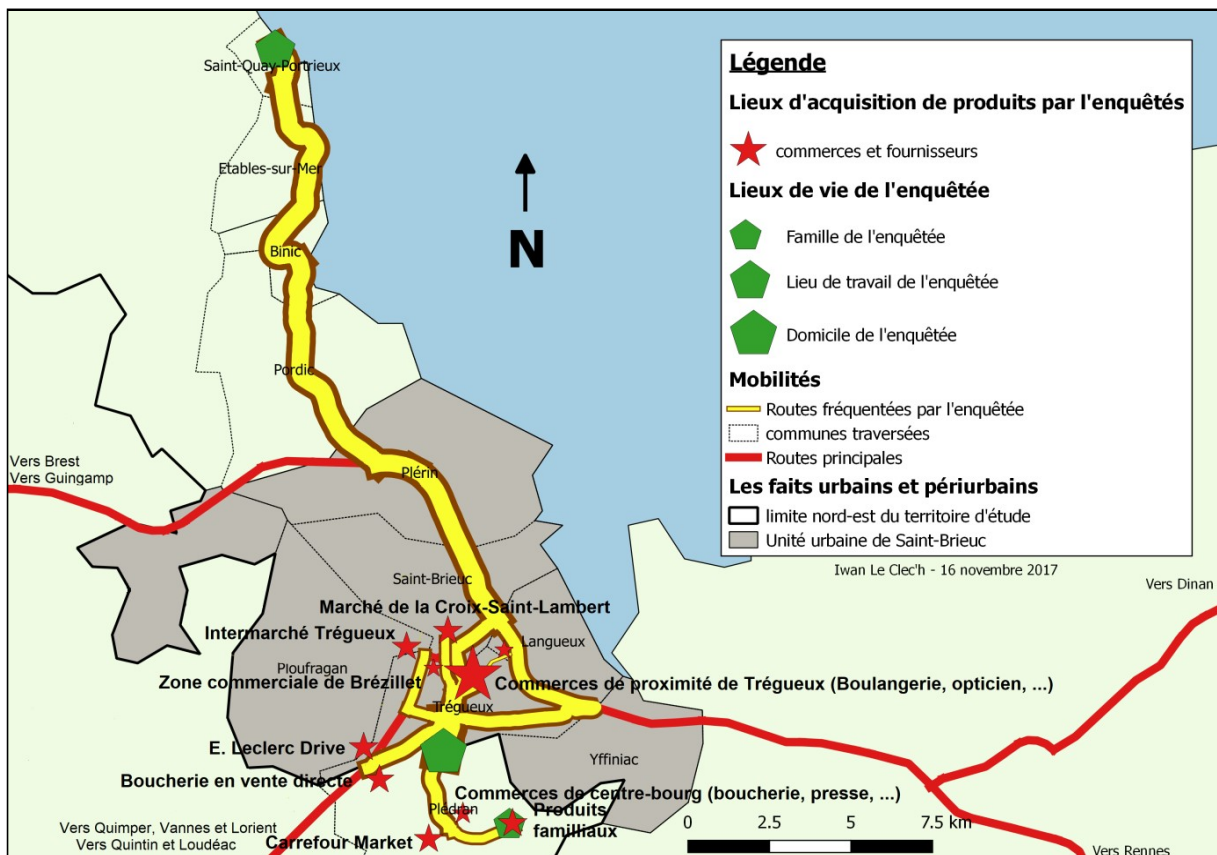 Légende
Lieux d'acquisition de produits par l'enquêtés
commerces et fournisseurs
Lieux de vie de l'enquêtée
Famille de l'enquêtée
Lieu de travail de l'enquêtée
Domicile de l'enquêtée
Mobilités
Routes fréquentées par l'enquêtée
communes traversées
Routes principales
Les faits urbains et périurbains
limite nord-est du territoire d'étude
Unité urbaine de Saint-Brieuc
Iwan Le Clec'h - 16 novembre 2017
Saint-Quay-Portrieux
Etables-sur-Mer
N
Binic
Pordic
Vers Brest
Vers Guingamp
Plérin
Vers Dinan
Saint-Brieuc
Marché de la Croix-Saint-Lambert
Intermarché Trégueux
Langueux
Ploufragan
Zone commerciale de Brézillet
Commerces de proximité de Trégueux (Boulangerie, opticien, ...)
Trégueux
E. Leclerc Drive
Yffiniac
Boucherie en vente directe
Commerces de centre-bourg (boucherie, presse, ...)
Plédran
Produits
familliaux
Vers Quimper, Vannes et Lorient
Vers Quintin et Loudéac
Carrefour Market
0 2.5 5 7.5 km
Vers Rennes